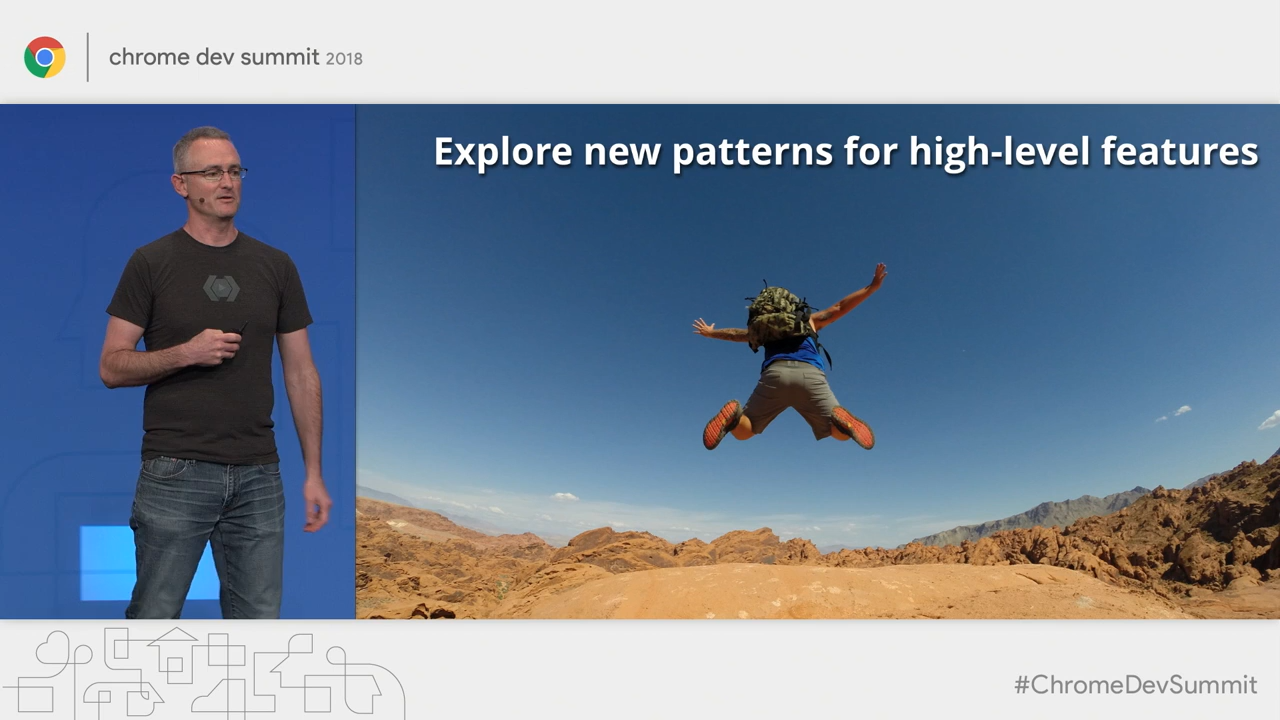 chrome dev summit 2018
Explore new patterns for high-level features
#ChromeDevSummit